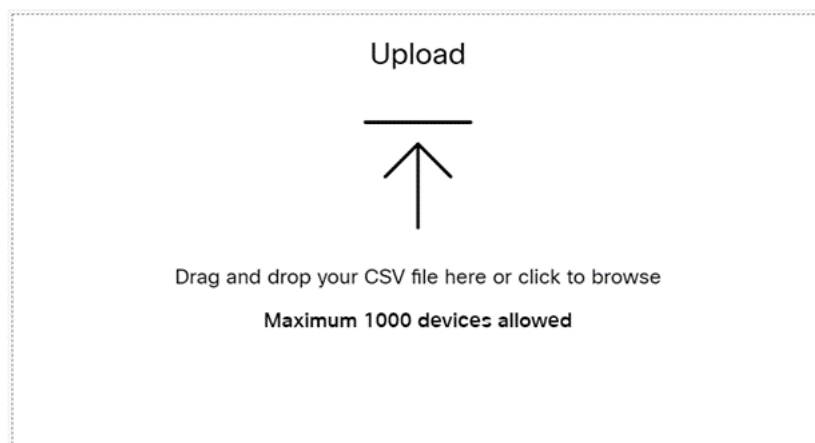 Upload
Drag and drop your CSV file here or click to browse
Maximum 1000 devices allowed